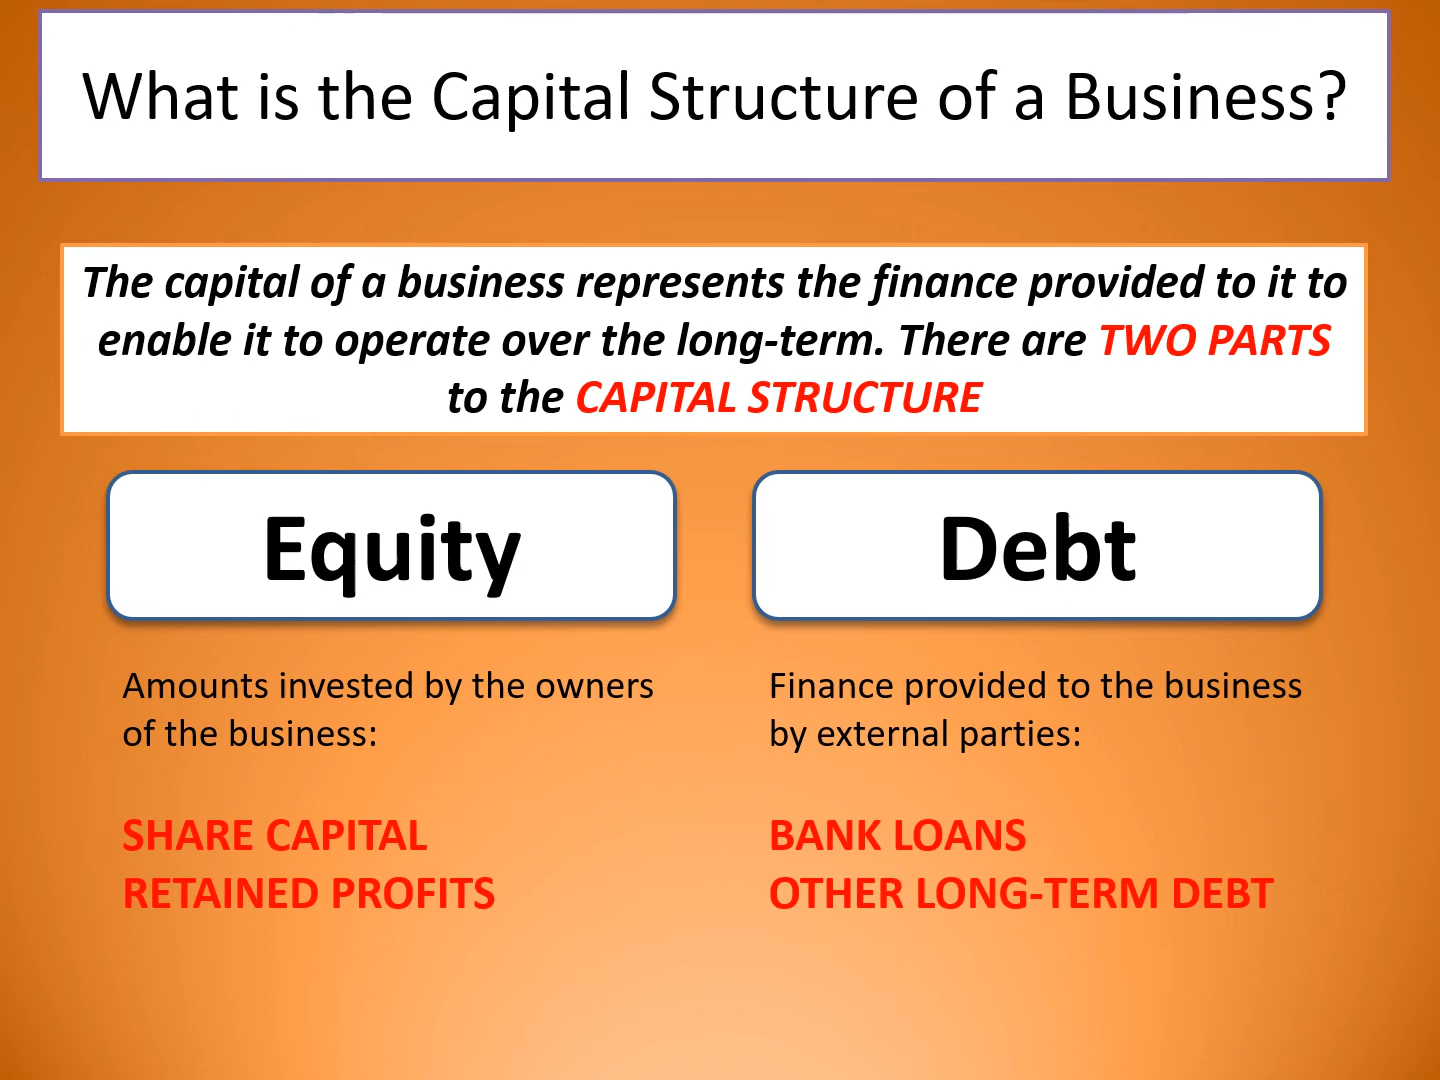 What is the Capital Structure of a Business?
The capital of a business represents the finance provided to it to
enable it to operate over the long-term. There are TWO PARTS
to the CAPITAL STRUCTURE
Equity
Debt
Amounts invested by the owners
of the business:
SHARE CAPITAL
RETAINED PROFITS
Finance provided to the business
by external parties:
BANK LOANS
OTHER LONG-TERM DEBT